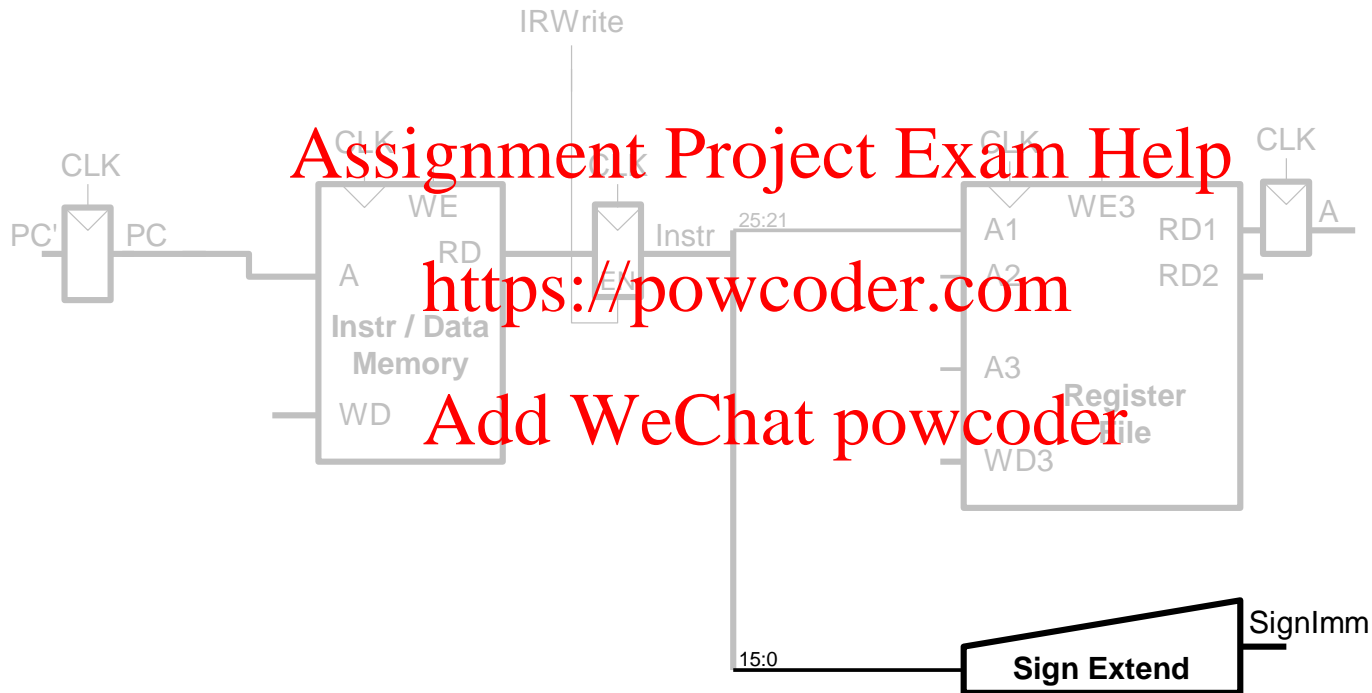 IRWrite
Assignment Project Exam Help
CLK
CLK
CLK
CLK
CLK
PC'
PC
WE
RD
A
EN
Instr / Data
Memory
WD
Instr
25:21
A1
WE3
RD1
A
A2
RD2
https://powcoder.com
A3
Register
File
Add WeChat powcoder
WD3
SignImm
15:0
Sign Extend